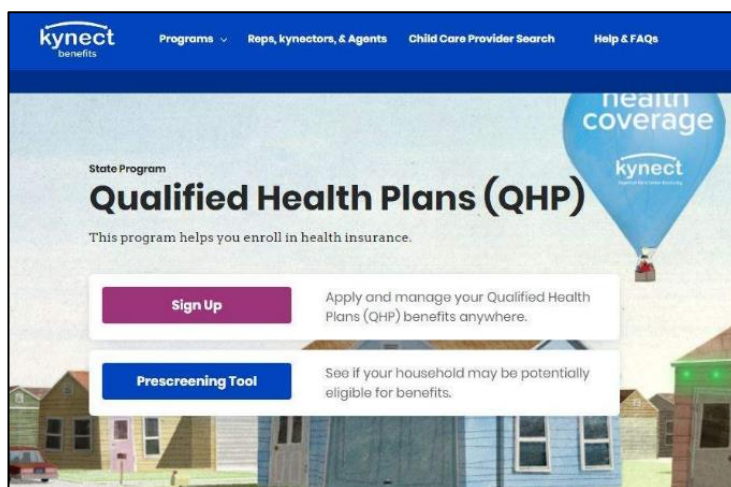 kynect
benefits
Programs
Reps, kynectors, & Agents
Child Care Provider Search
Help & FAQs
health
coverage
kynect
State Program
Qualified Health Plans (QHP)
This program helps you enroll in health insurance.
Sign Up
Apply and manage your Qualified Health
Plans (QHP) benefits anywhere.
Prescreening Tool
See if your household may be potentially
eligible for benefits.